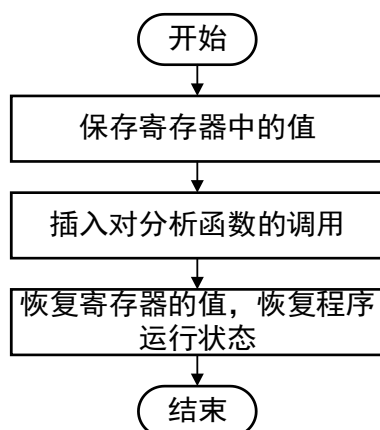 开始
保存寄存器中的值
插入对分析函数的调用
恢复寄存器的值，恢复程序
运行状态
结束